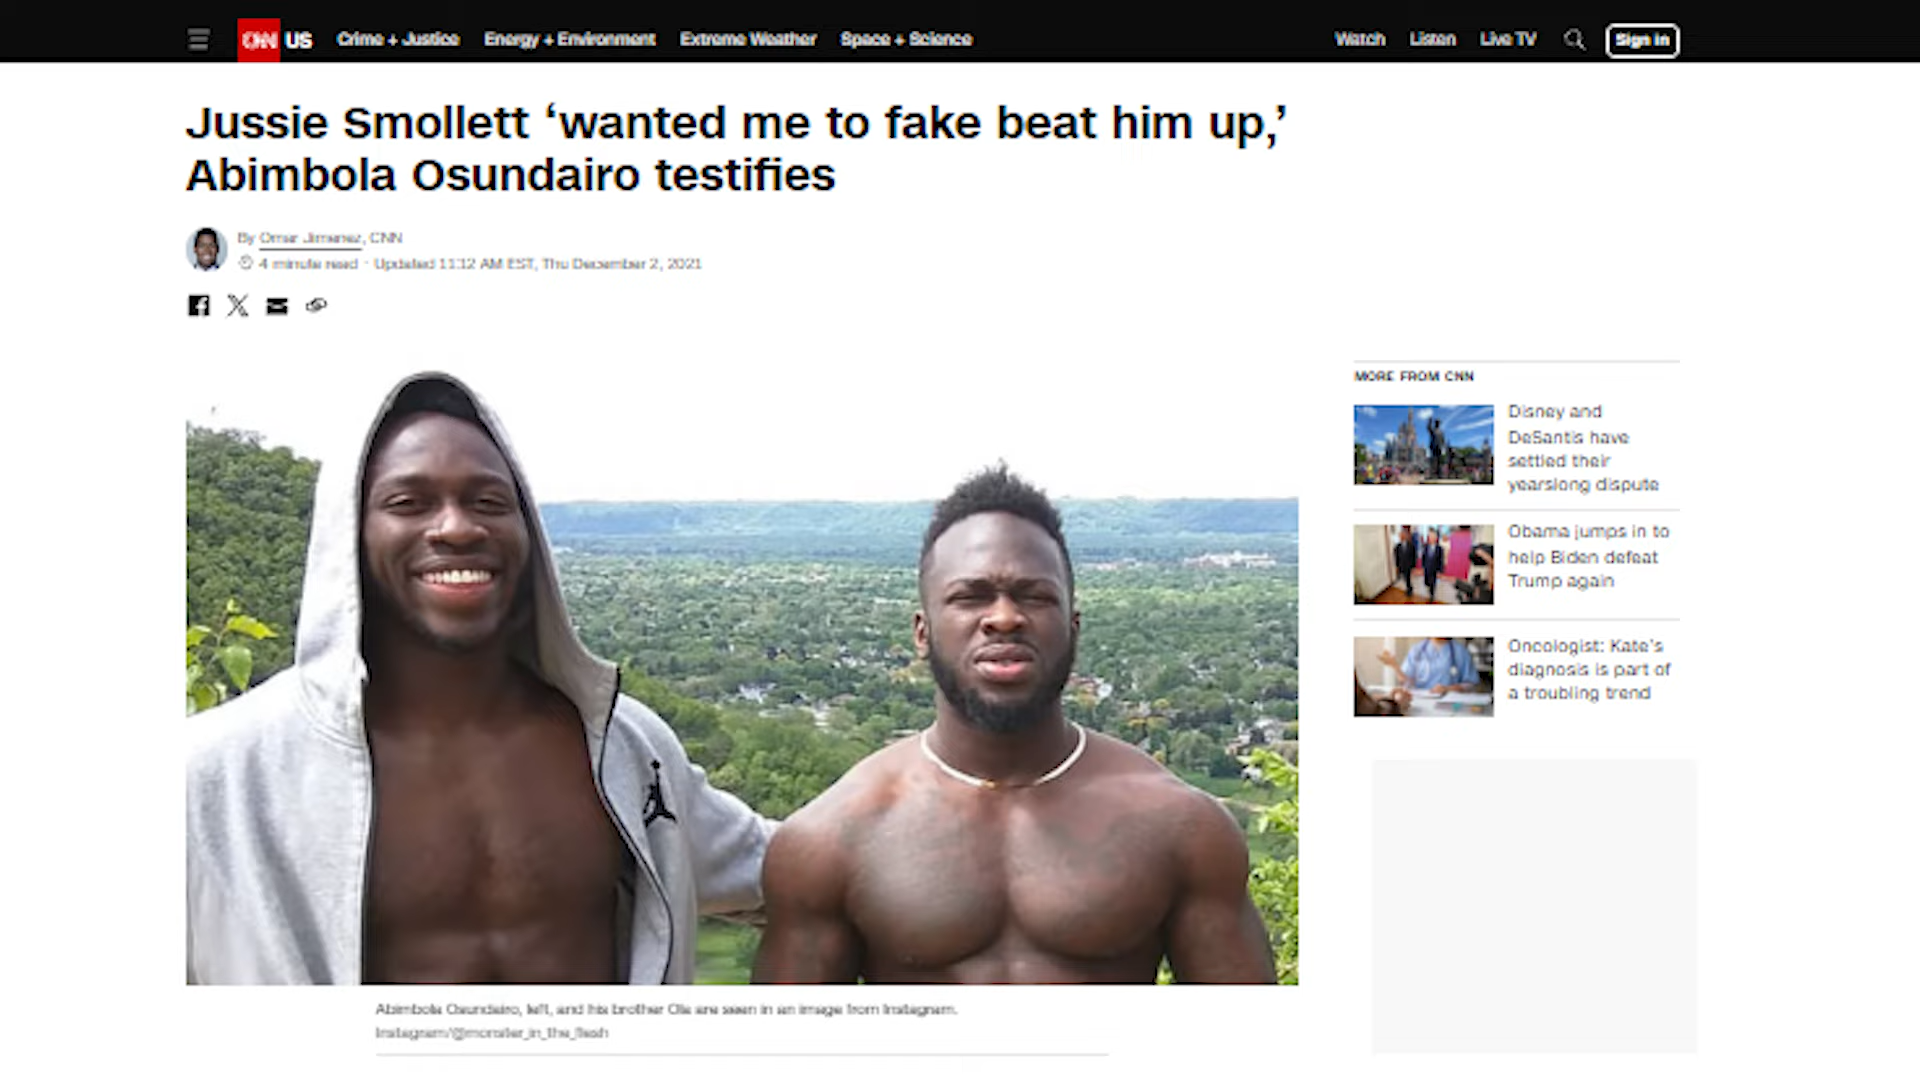 CNN US Crime + Justice Energy + Environment Extreme Weather Space + Science Watch Listen Live TV Sign in
Jussie Smollett ‘wanted me to fake beat him up,’
Abimbola Osundairo testifies
By Omar Jimenez, CNN
4 minute read · Updated 11:12 AM EST, Thu December 2, 2021
MORE FROM CNN
Disney and
DeSantis have
settled their
yearslong dispute
Obama jumps in to
help Biden defeat
Trump again
Oncologist: Kate’s
diagnosis is part of
a troubling trend
Abimbola Osundairo, left, and his brother Ola are seen in an image from Instagram.
Instagram/@monster_in_the_flesh